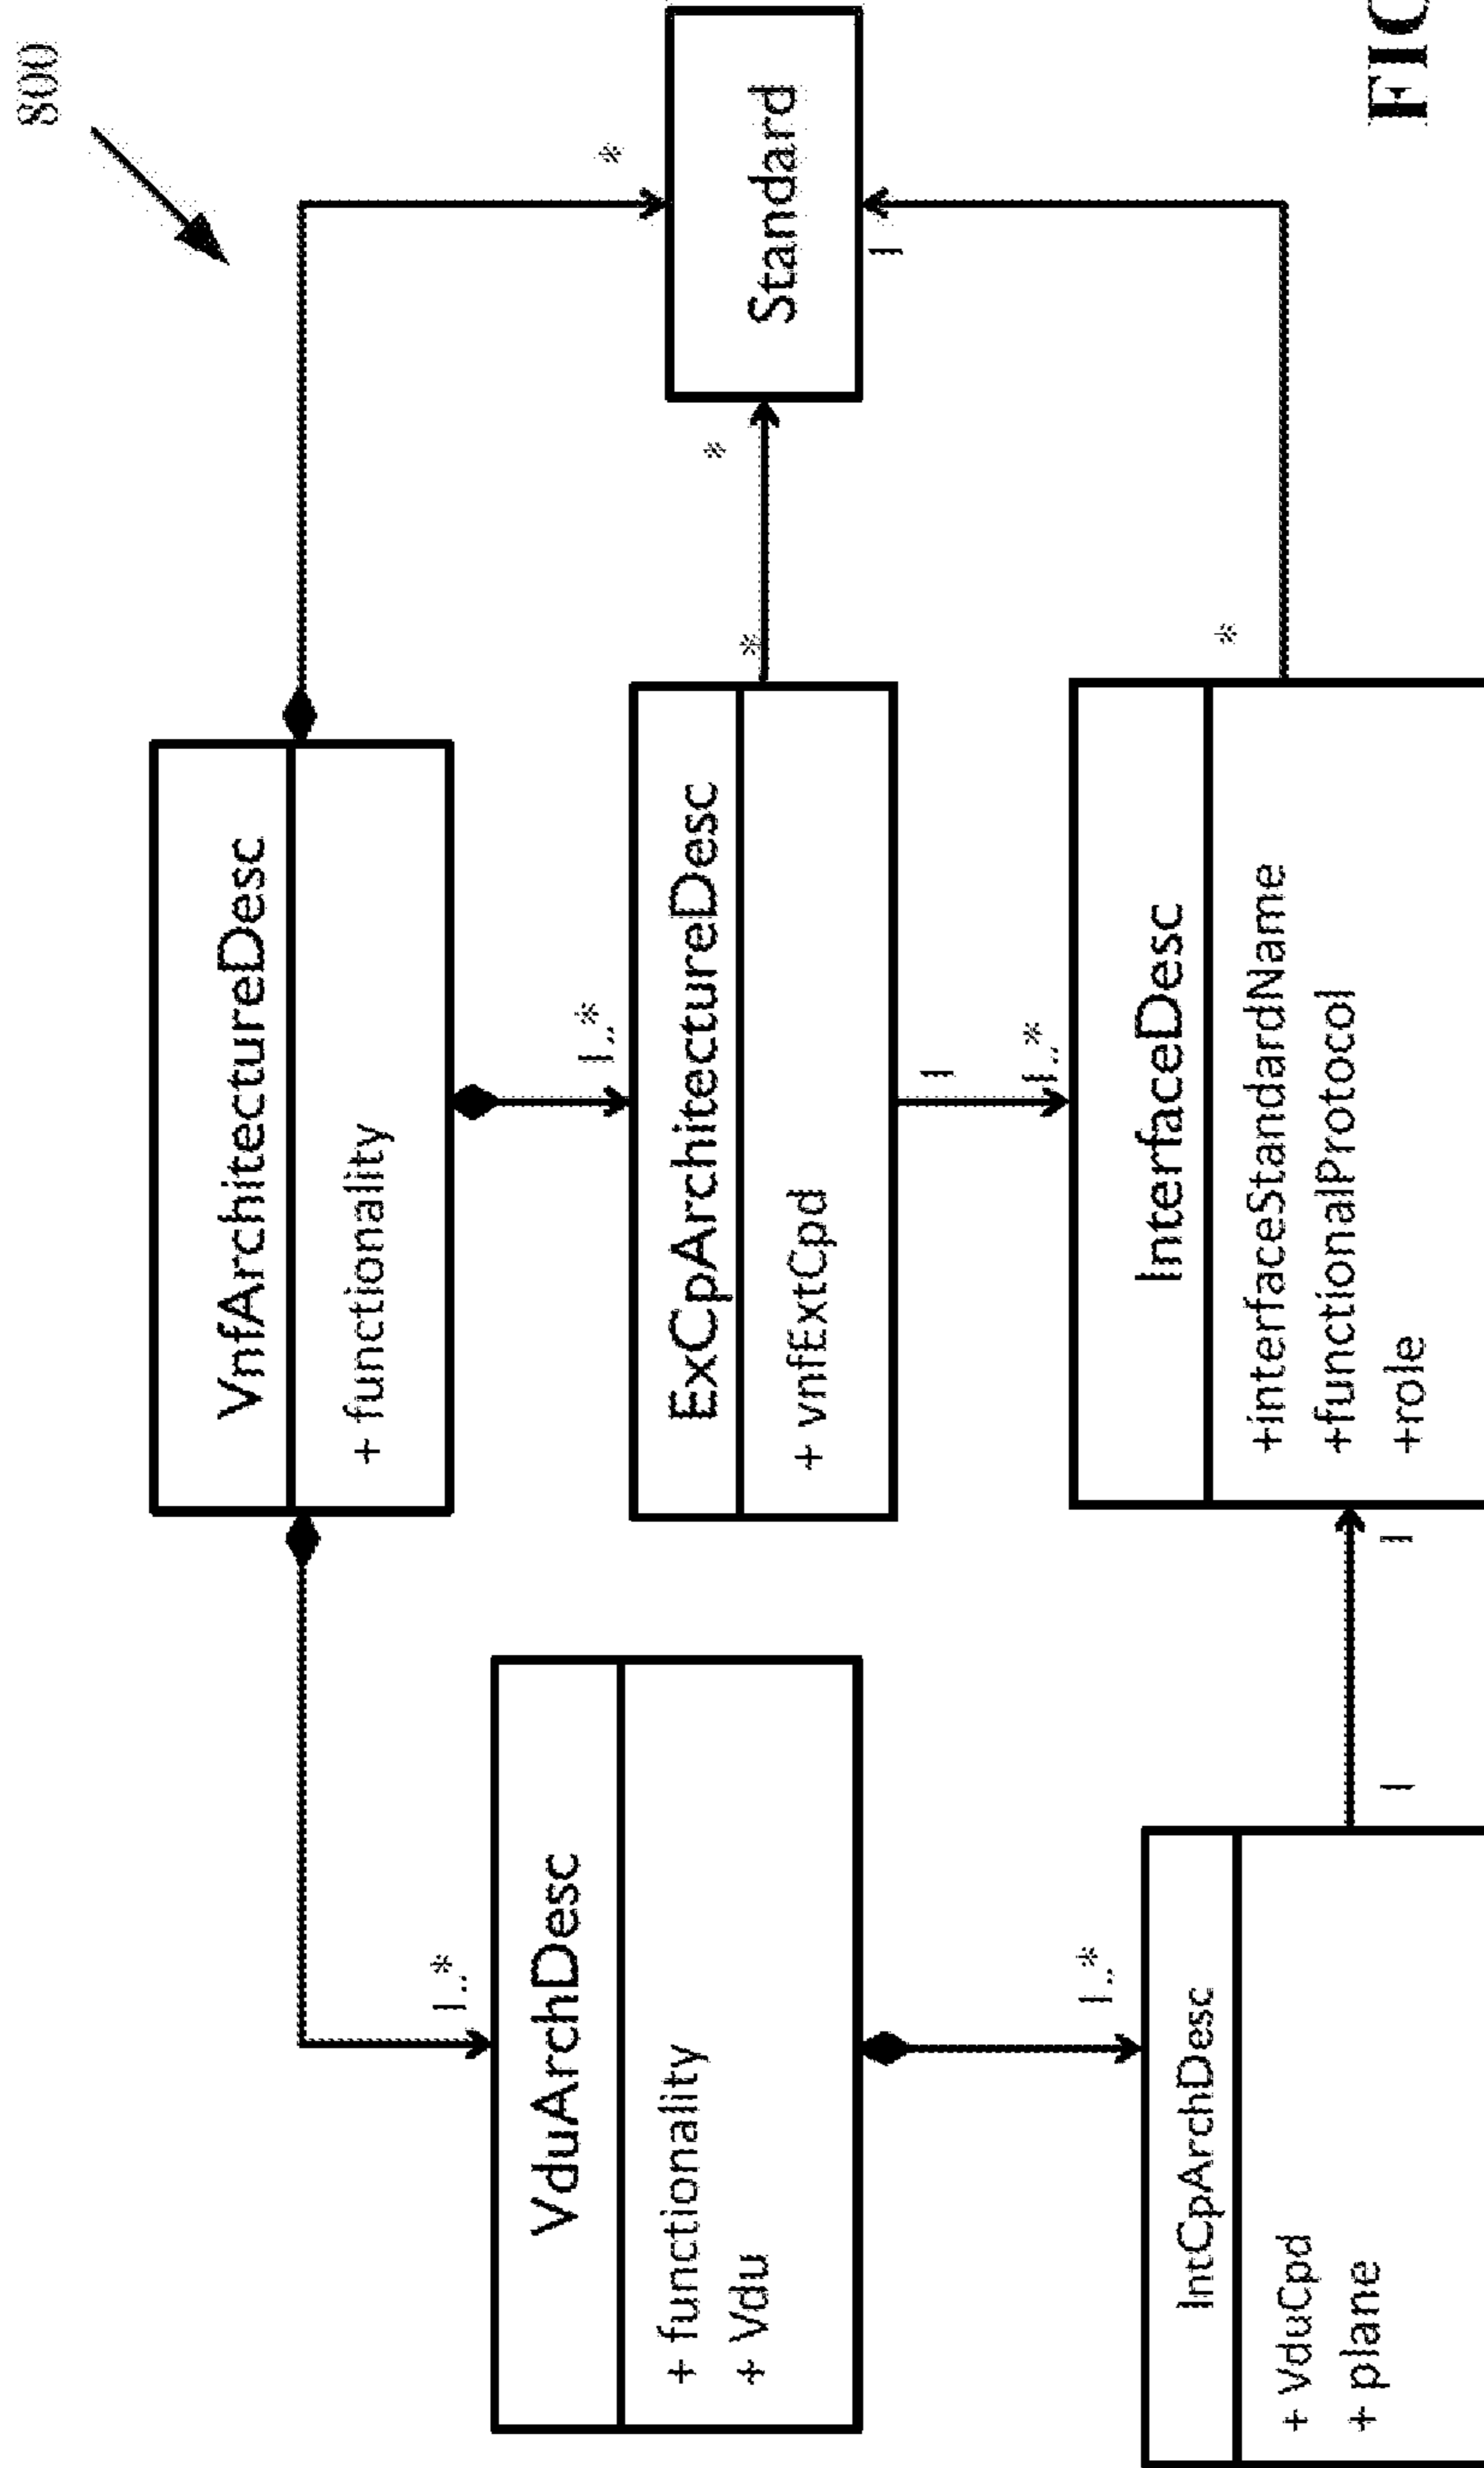 800
VnfArchitectureDesc
+ functionality
*
1..*
1..*
VduArchDesc
+ functionality
+ Vdu
ExCpArchitectureDesc
+ vnfExtCpd
*
*
Standard
1
1
1..*
1..*
IntCpArchDesc
+ VduCpd
+ plane
1
1
InterfaceDesc
+interfaceStandardName
+functionalProtocol
+role
*